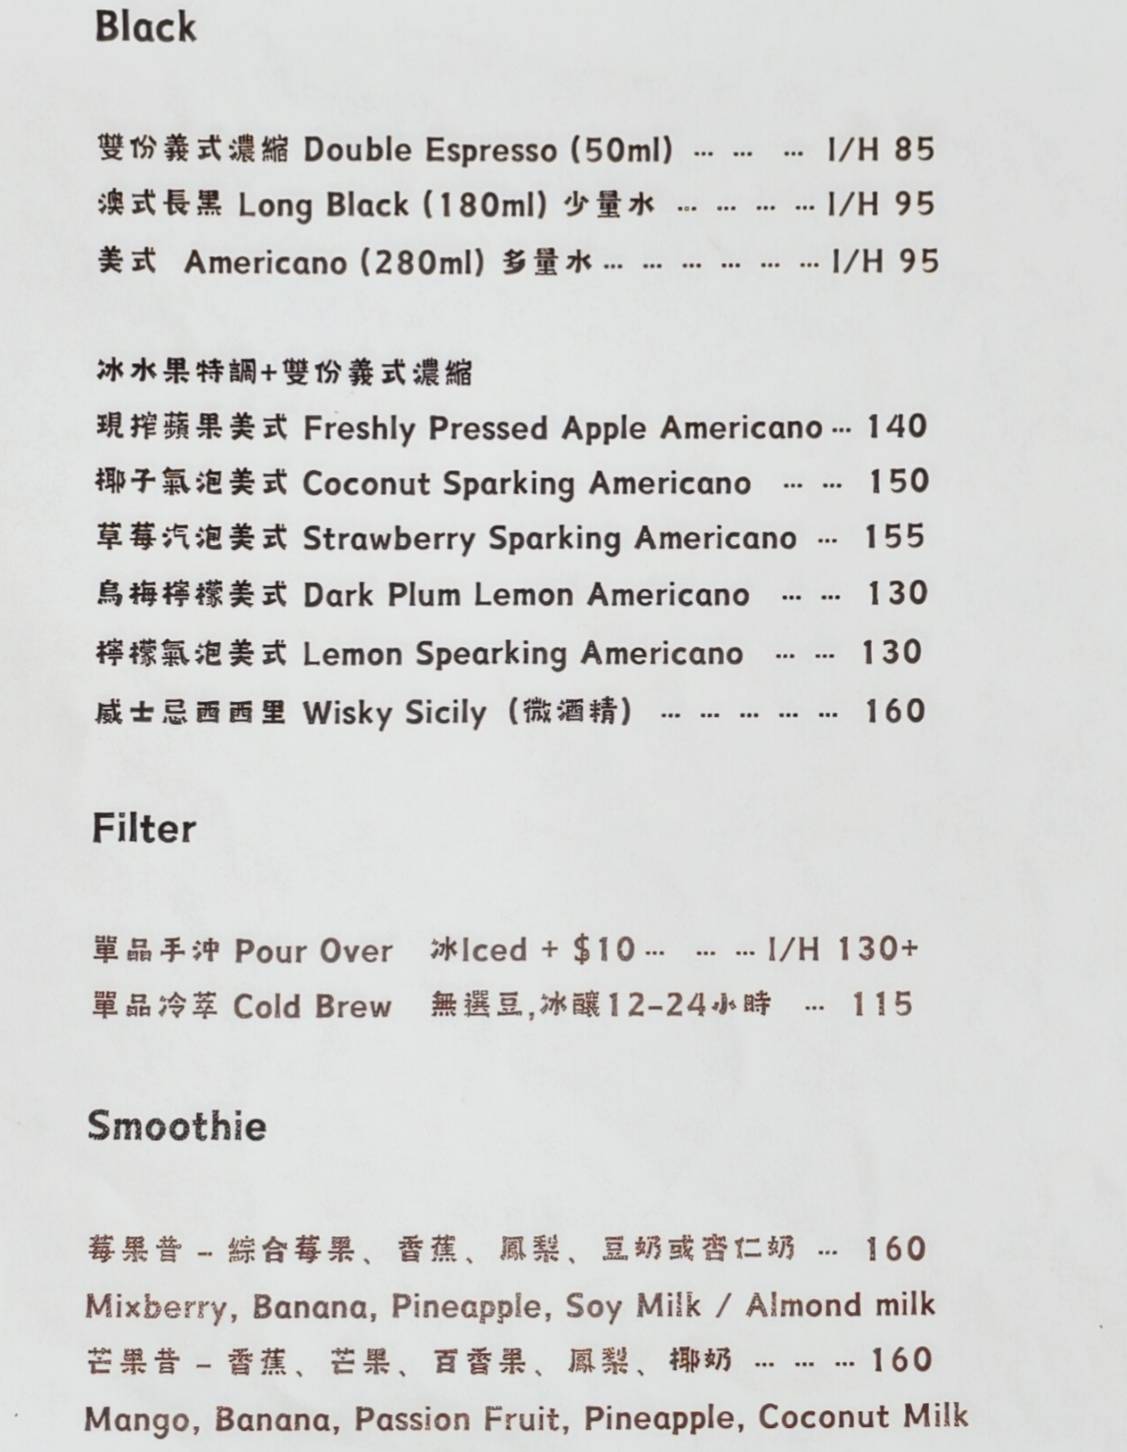 Black
雙份義式濃縮 Double Espresso (50ml) … … … I/H 85
澳式長黑 Long Black (180ml) 少量水 … … … … I/H 95
美式 Americano (280ml) 多量水 … … … … … … I/H 95
冰水果特調+雙份義式濃縮
現搾蘋果美式 Freshly Pressed Apple Americano … 140
椰子氣泡美式 Coconut Sparking Americano … … 150
草莓汽泡美式 Strawberry Sparking Americano … 155
烏梅檸檬美式 Dark Plum Lemon Americano … … 130
檸檬氣泡美式 Lemon Spearking Americano … … 130
威士忌西西里 Wisky Sicily (微酒精) … … … … … 160
Filter
單品手沖 Pour Over 冰Iced + $10 … … … I/H 130+
單品冷萃 Cold Brew 無選豆,冰釀12-24小時 … 115
Smoothie
莓果昔 – 綜合莓果、香蕉、鳳梨、豆奶或杏仁奶 … 160
Mixberry, Banana, Pineapple, Soy Milk / Almond milk
芒果昔 – 香蕉、芒果、百香果、鳳梨、椰奶 … … … 160
Mango, Banana, Passion Fruit, Pineapple, Coconut Milk